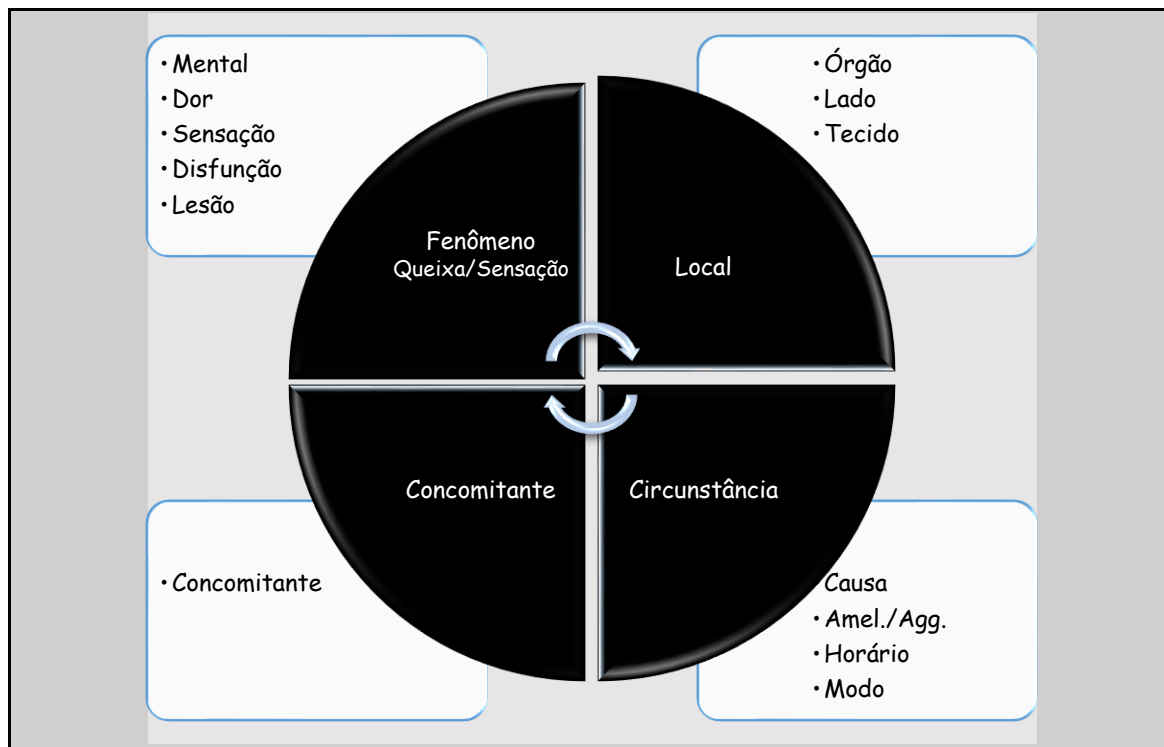 · Mental
· Dor
· Sensação
· Disfunção
· Lesão
· Órgão
· Lado
· Tecido
Fenômeno
Queixa/Sensação
Local
Concomitante
Circunstância
· Concomitante
Causa
· Amel./Agg.
· Horário
· Modo